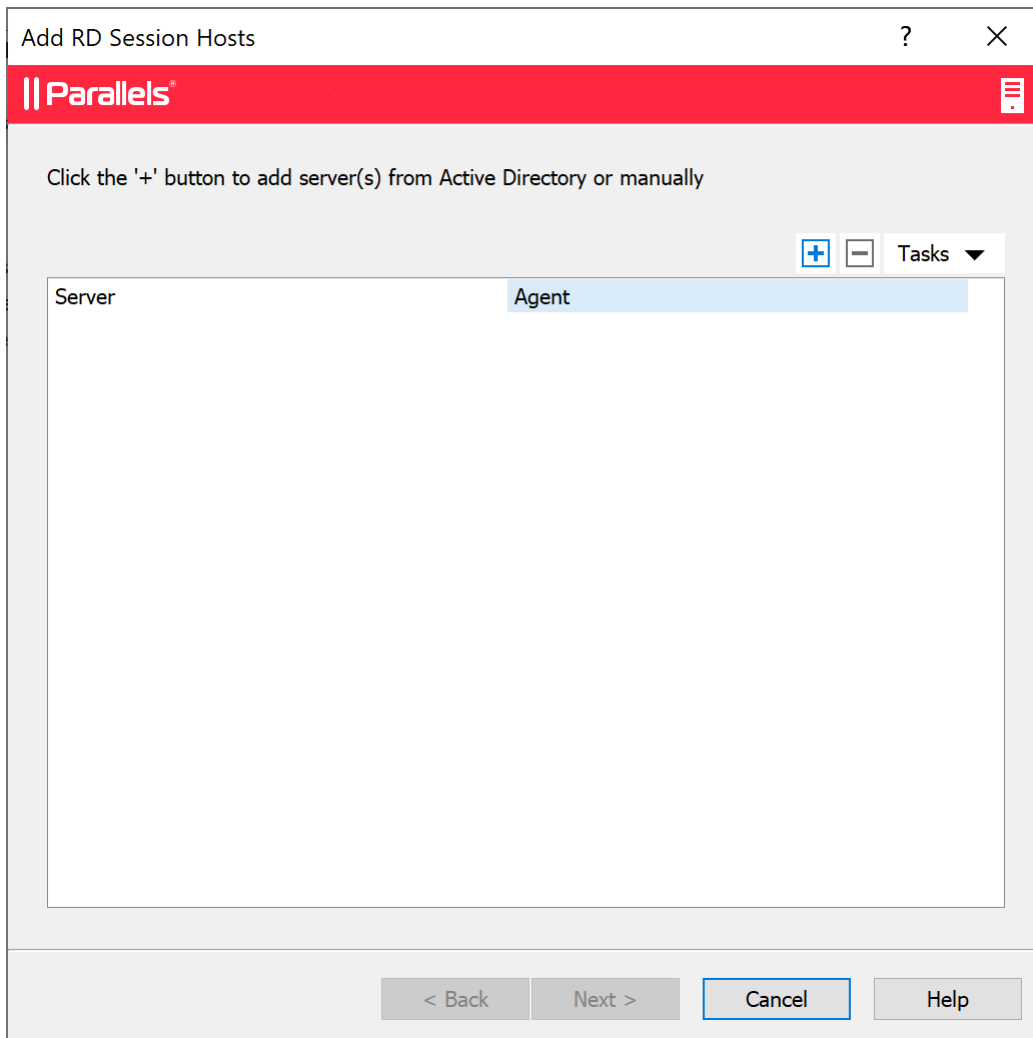 Add RD Session Hosts ?
Parallels®
Click the '+' button to add server(s) from Active Directory or manually
Tasks
Server Agent
< Back Next > Cancel Help